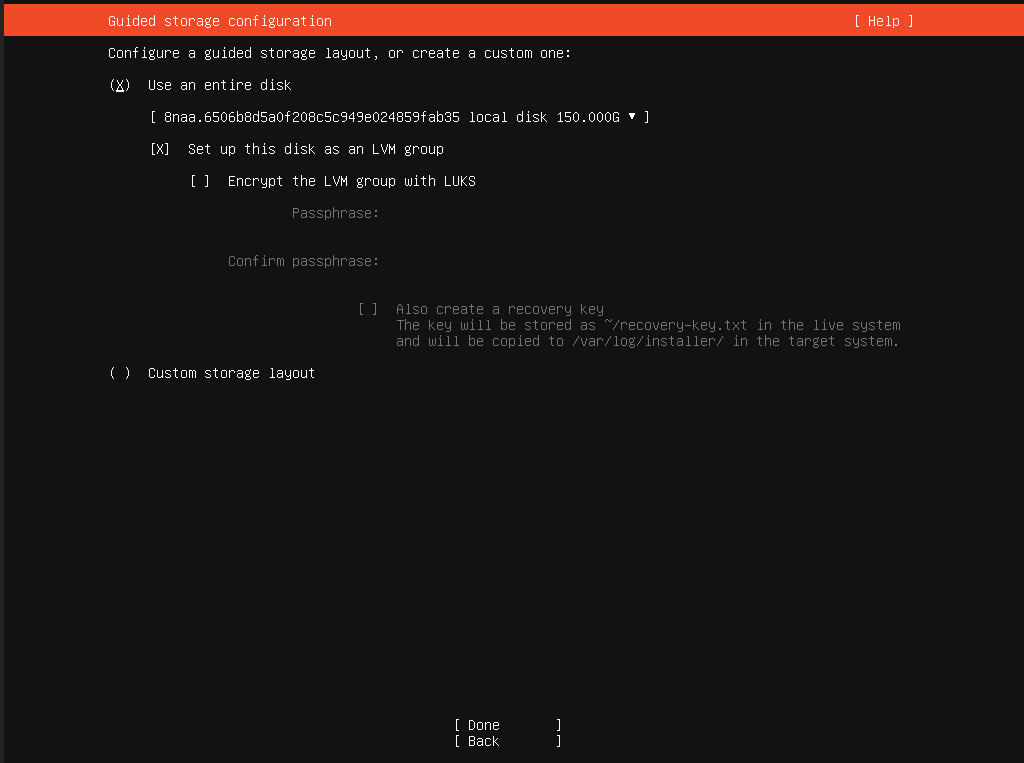 Guided storage configuration [ Help ]
Configure a guided storage layout, or create a custom one:
(X) Use an entire disk
[ 8naa.6506b8d5a0f208c5c949e024859fab35 local disk 150.000G ▾ ]
[X] Set up this disk as an LVM group
[ ] Encrypt the LVM group with LUKS
Passphrase:
Confirm passphrase:
[ ] Also create a recovery key
The key will be stored as ~/recovery-key.txt in the live system
and will be copied to /var/log/installer/ in the target system.
( ) Custom storage layout
[ Done ]
[ Back ]